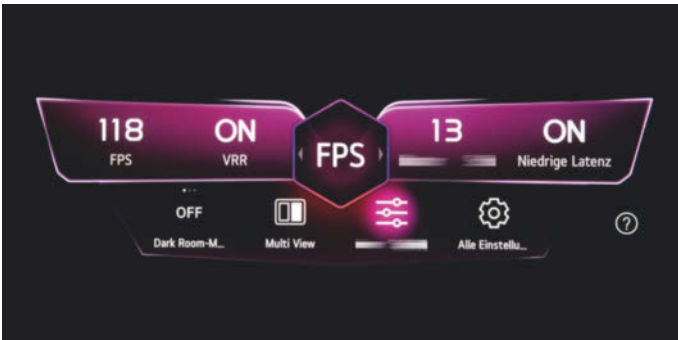 118
FPS
ON
VRR
FPS
13
ON
Niedrige Latenz
OFF
Dark Room-M...
Multi View
Alle Einstellu...
?